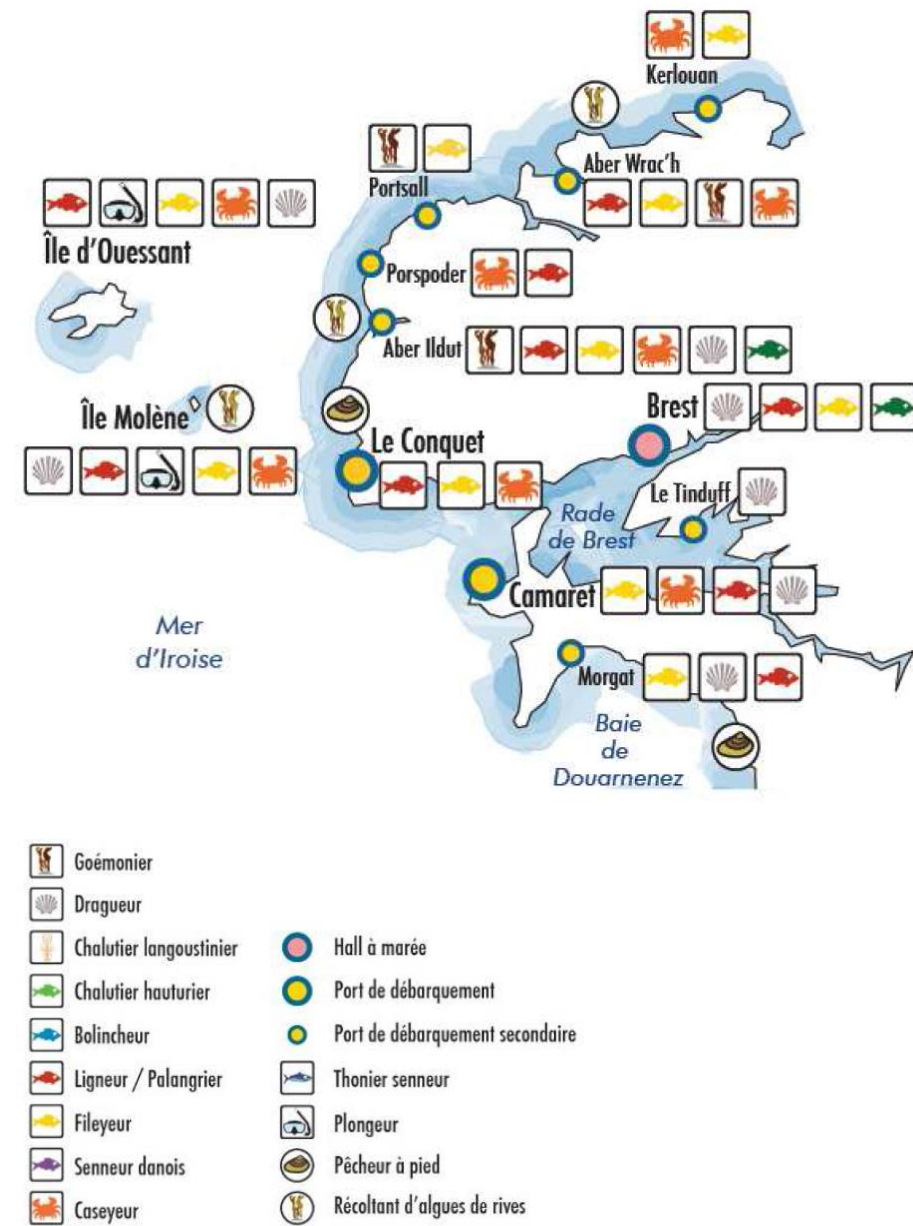 Kerlouan
Aber Wrac'h
Portsall
Île d'Ouessant
Porspoder
Aber Ildut
Île Molène
Brest
Le Conquet
Le Tinduff
Rade
de Brest
Camaret
Mer
d'Iroise
Morgat
Baie
de
Douarnenez
Goémonier
Dragueur
Chalutier langoustinier
Chalutier hauturier
Bolincheur
Ligneur / Palangrier
Fileyeur
Senneur danois
Caseyeur
Hall à marée
Port de débarquement
Port de débarquement secondaire
Thonier senneur
Plongeur
Pêcheur à pied
Récoltant d'algues de rives